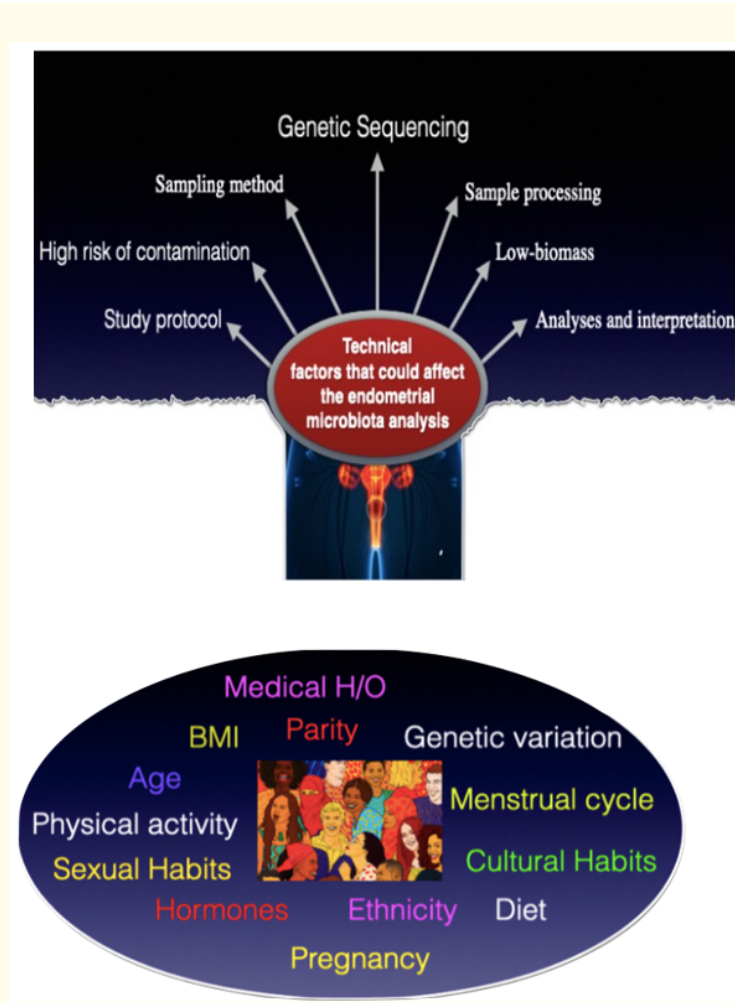 Genetic Sequencing
Sampling method
Sample processing
High risk of contamination
Low-biomass
Study protocol
Analyses and interpretation
Technical
factors that could affect
the endometrial
microbiota analysis
Medical H/O
BMI
Parity
Genetic variation
Age
Menstrual cycle
Physical activity
Sexual Habits
Cultural Habits
Hormones
Ethnicity
Diet
Pregnancy